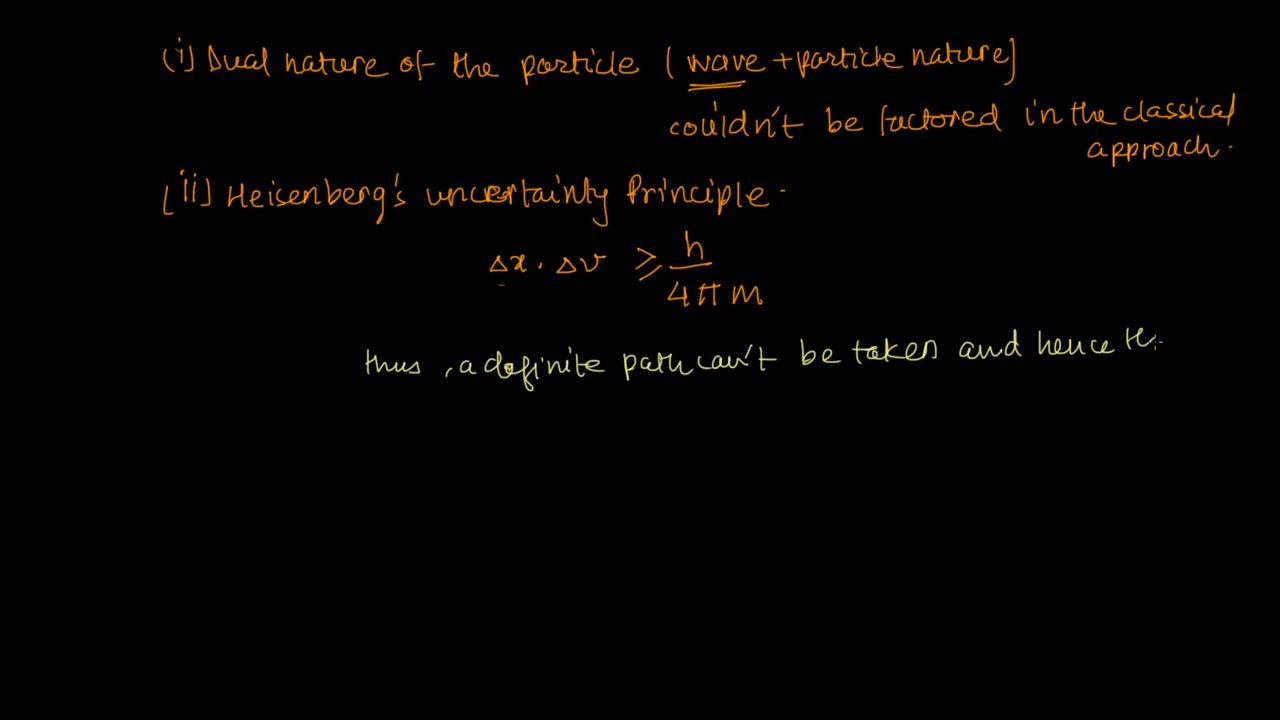 (i) Dual nature of the particle (wave + particle nature)
couldn't be factored in the classical
approach.
(ii) Heisenberg's uncertainty Principle.
Δx . Δv ≥ h / 4πm
thus, a definite path can't be taken and hence